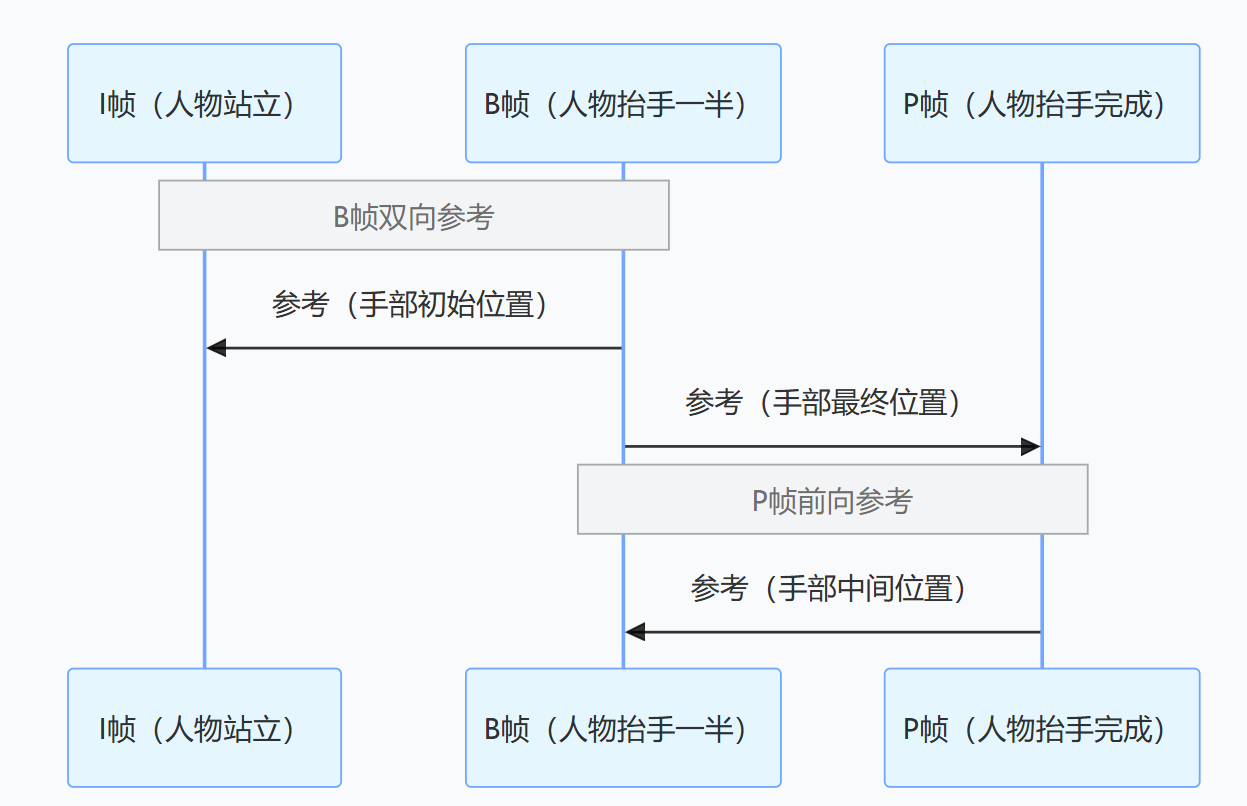 I帧（人物站立）
B帧（人物抬手一半）
P帧（人物抬手完成）
B帧双向参考
参考（手部初始位置）
参考（手部最终位置）
P帧前向参考
参考（手部中间位置）
I帧（人物站立）
B帧（人物抬手一半）
P帧（人物抬手完成）